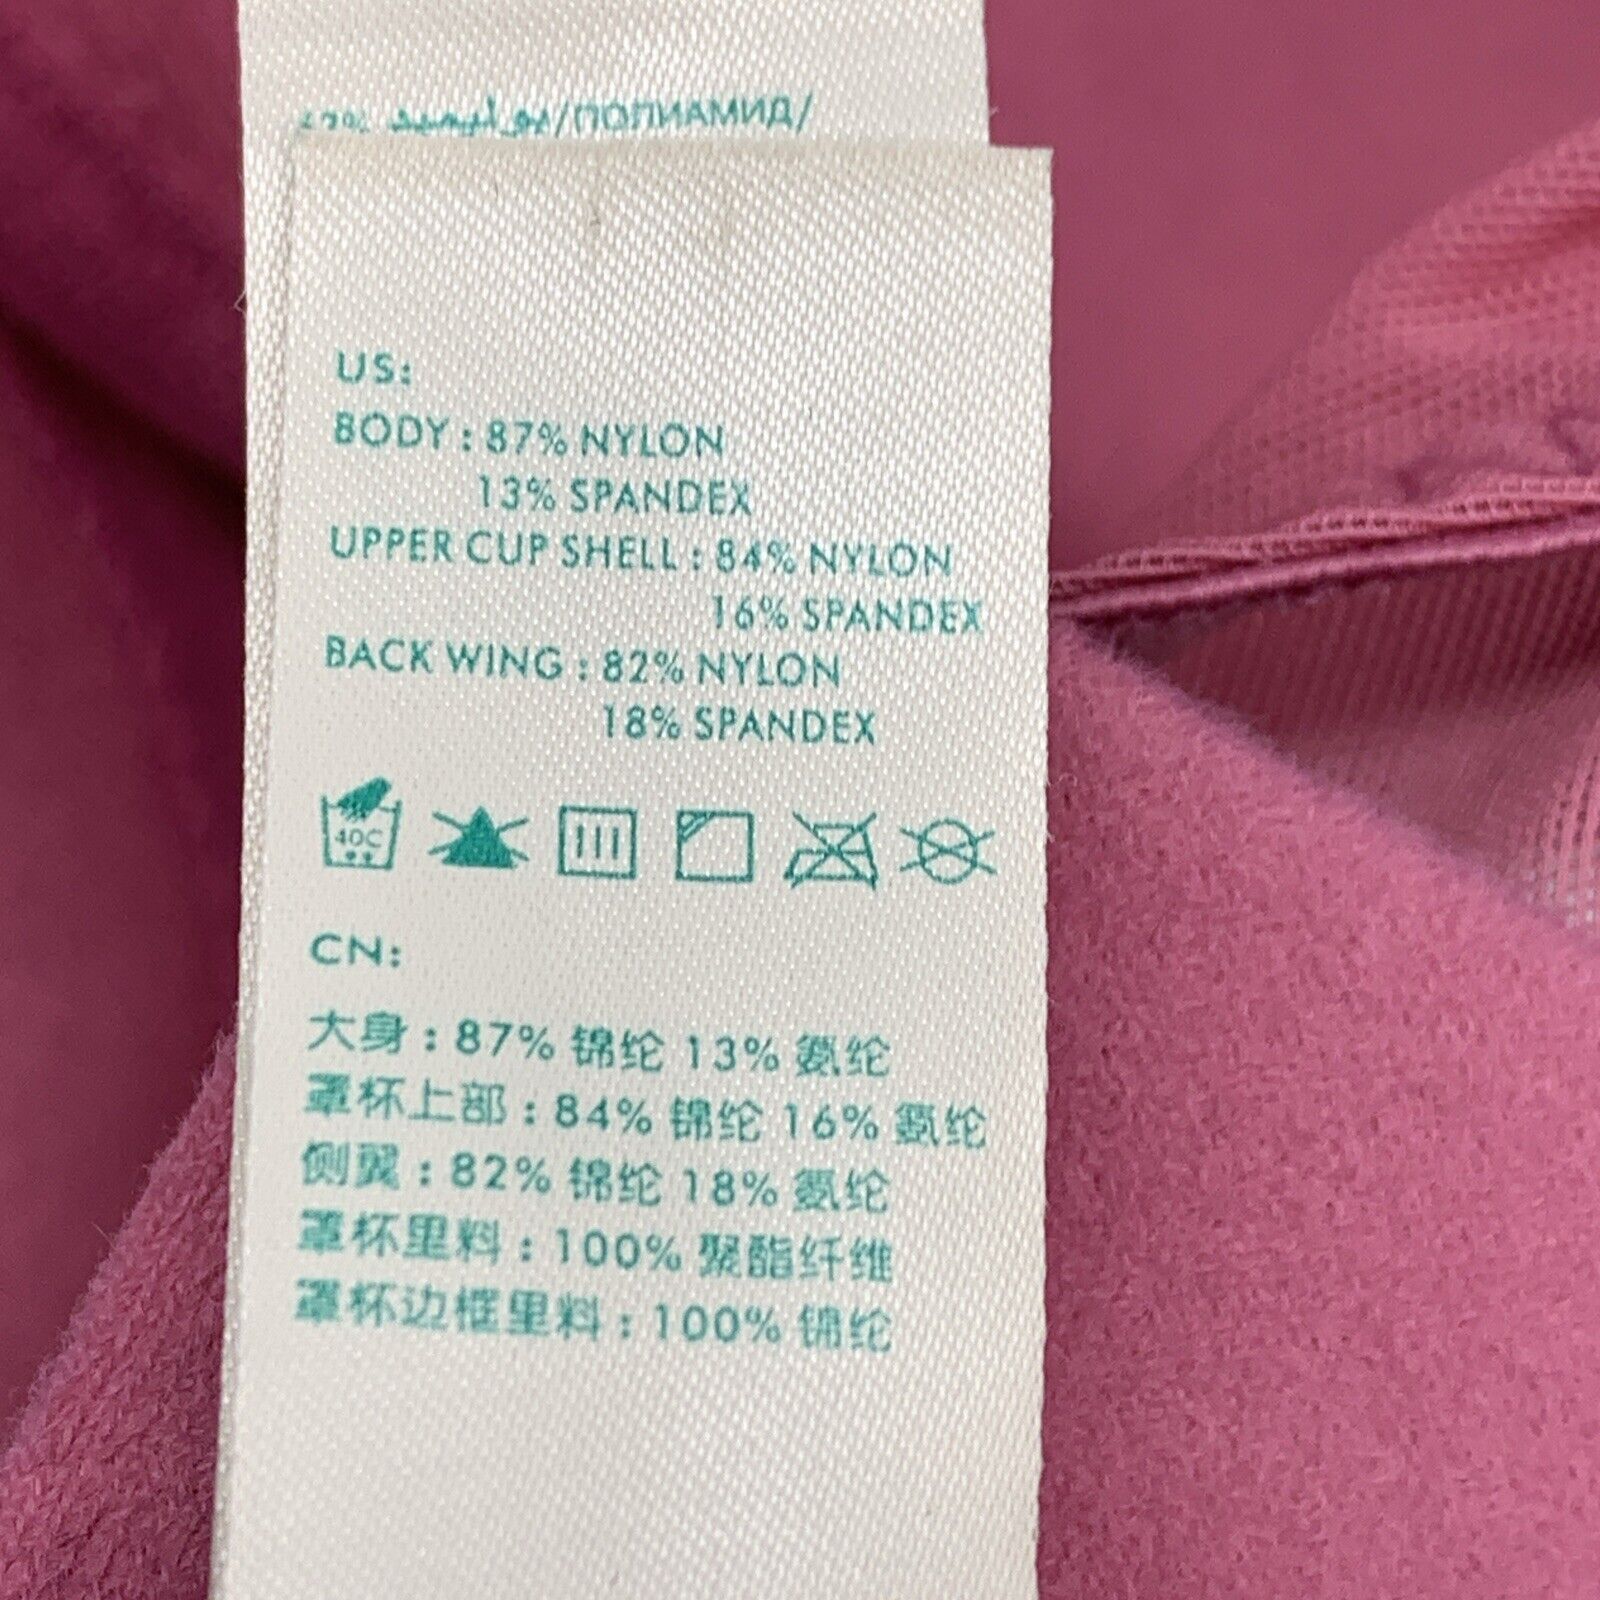 /ПОЛИАМИД/
US:
BODY : 87% NYLON
13% SPANDEX
UPPER CUP SHELL : 84% NYLON
16% SPANDEX
BACK WING : 82% NYLON
18% SPANDEX
40C
CN:
大身 : 87% 锦纶 13% 氨纶
罩杯上部 : 84% 锦纶 16% 氨纶
侧翼 : 82% 锦纶 18% 氨纶
罩杯里料 : 100% 聚酯纤维
罩杯边框里料 : 100% 锦纶